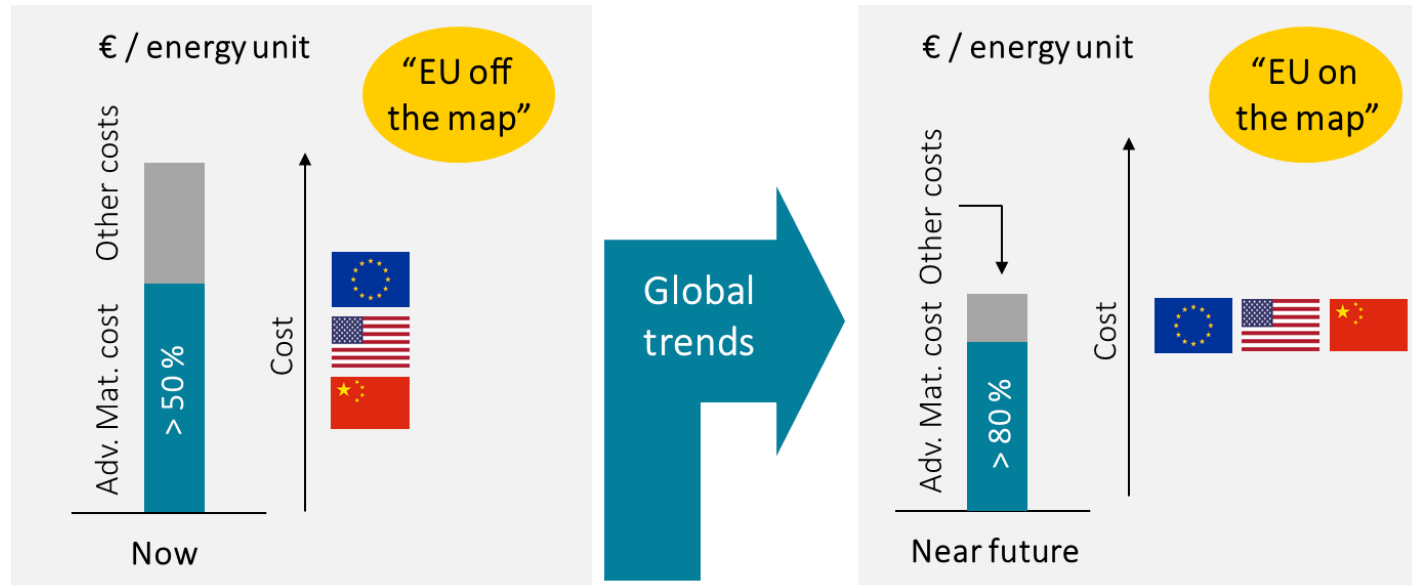 € / energy unit
“EU off
the map”
Other costs
Adv. Mat. cost
> 50 %
Cost
Now
Global
trends
€ / energy unit
“EU on
the map”
Other costs
Adv. Mat. cost
> 80 %
Cost
Near future